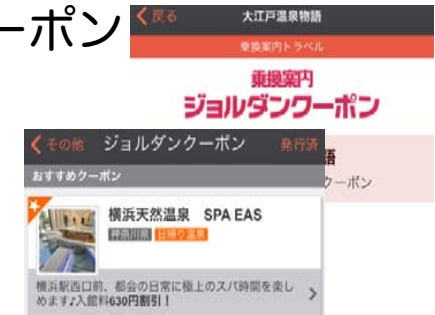 ーポン
戻る 大江戸温泉物語
乗換案内トラベル
乗換案内
ジョルダンクーポン
語
クーポン
その他 ジョルダンクーポン 発行済
おすすめクーポン
横浜天然温泉 SPA EAS
神奈川県 日帰り温泉
横浜駅西口前、都会の日常に極上のスパ時間を楽し
めます♪入館料630円割引！